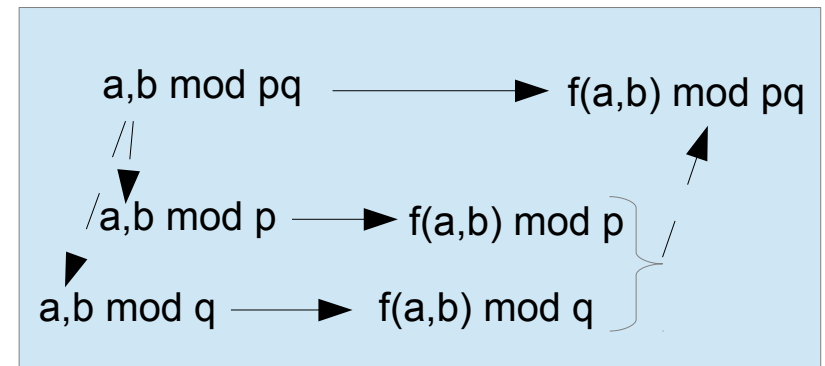 a,b mod pq f(a,b) mod pq
a,b mod p f(a,b) mod p
a,b mod q f(a,b) mod q